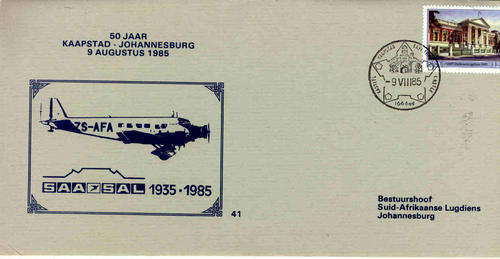 50 JAAR
KAAPSTAD - JOHANNESBURG
9 AUGUSTUS 1985
KAAPSTAD
- 9 VIII 85
ZS-AFA
SAA SAL 1935 - 1985
41
Bestuurshoof
Suid-Afrikaanse Lugdiens
Johannesburg